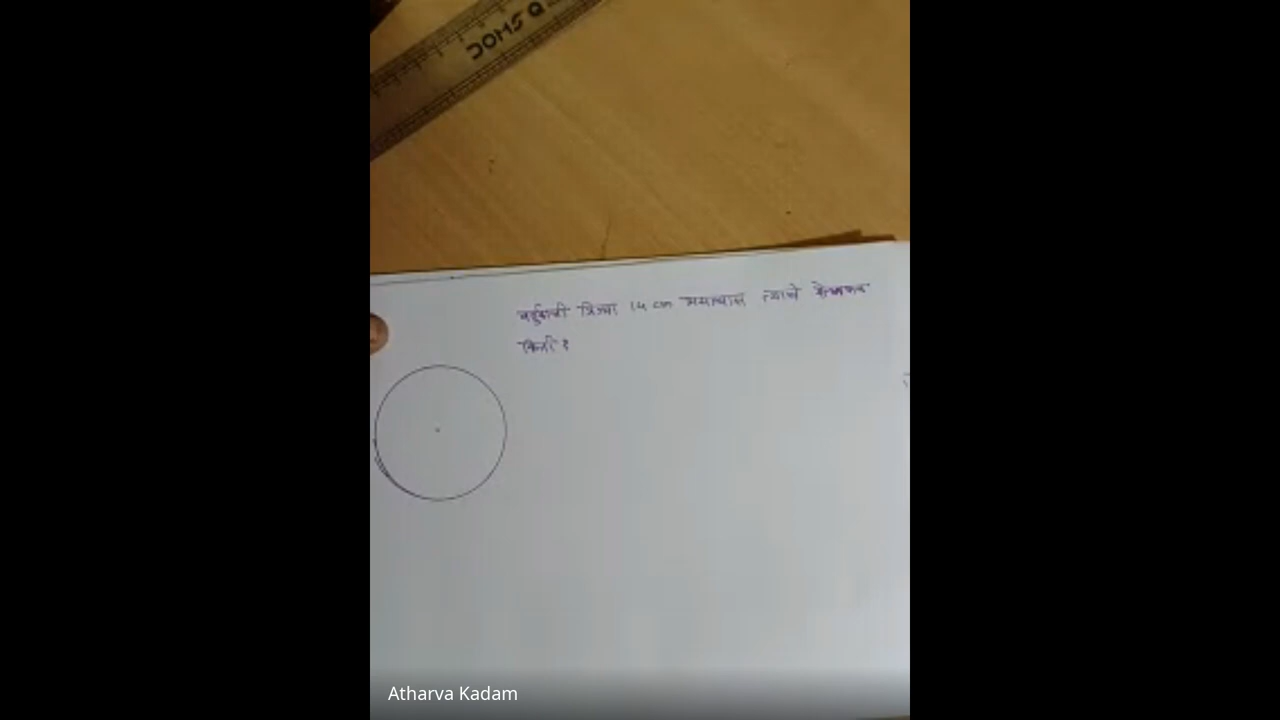 DOMS Q
वर्तुळाची त्रिज्या 14 cm असल्यास त्याचे क्षेत्रफळ
किती ?
Atharva Kadam